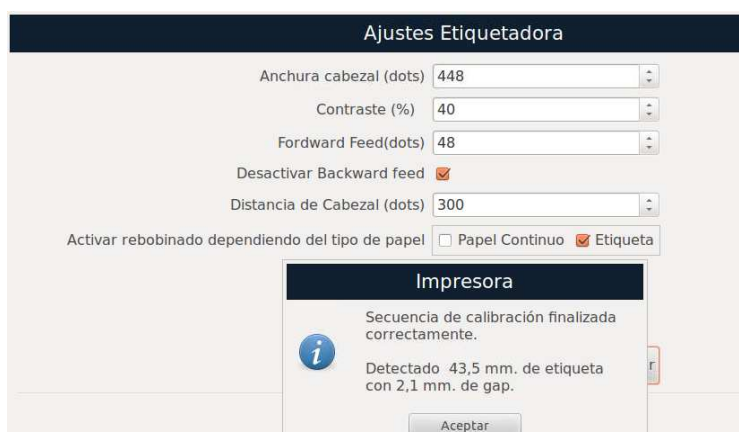 Ajustes Etiquetadora
Anchura cabezal (dots) 448
Contraste (%) 40
Fordward Feed(dots) 48
Desactivar Backward feed
Distancia de Cabezal (dots) 300
Activar rebobinado dependiendo del tipo de papel Papel Continuo Etiqueta
Impresora
Secuencia de calibración finalizada
correctamente.
Detectado 43,5 mm. de etiqueta
con 2,1 mm. de gap.
r
Aceptar